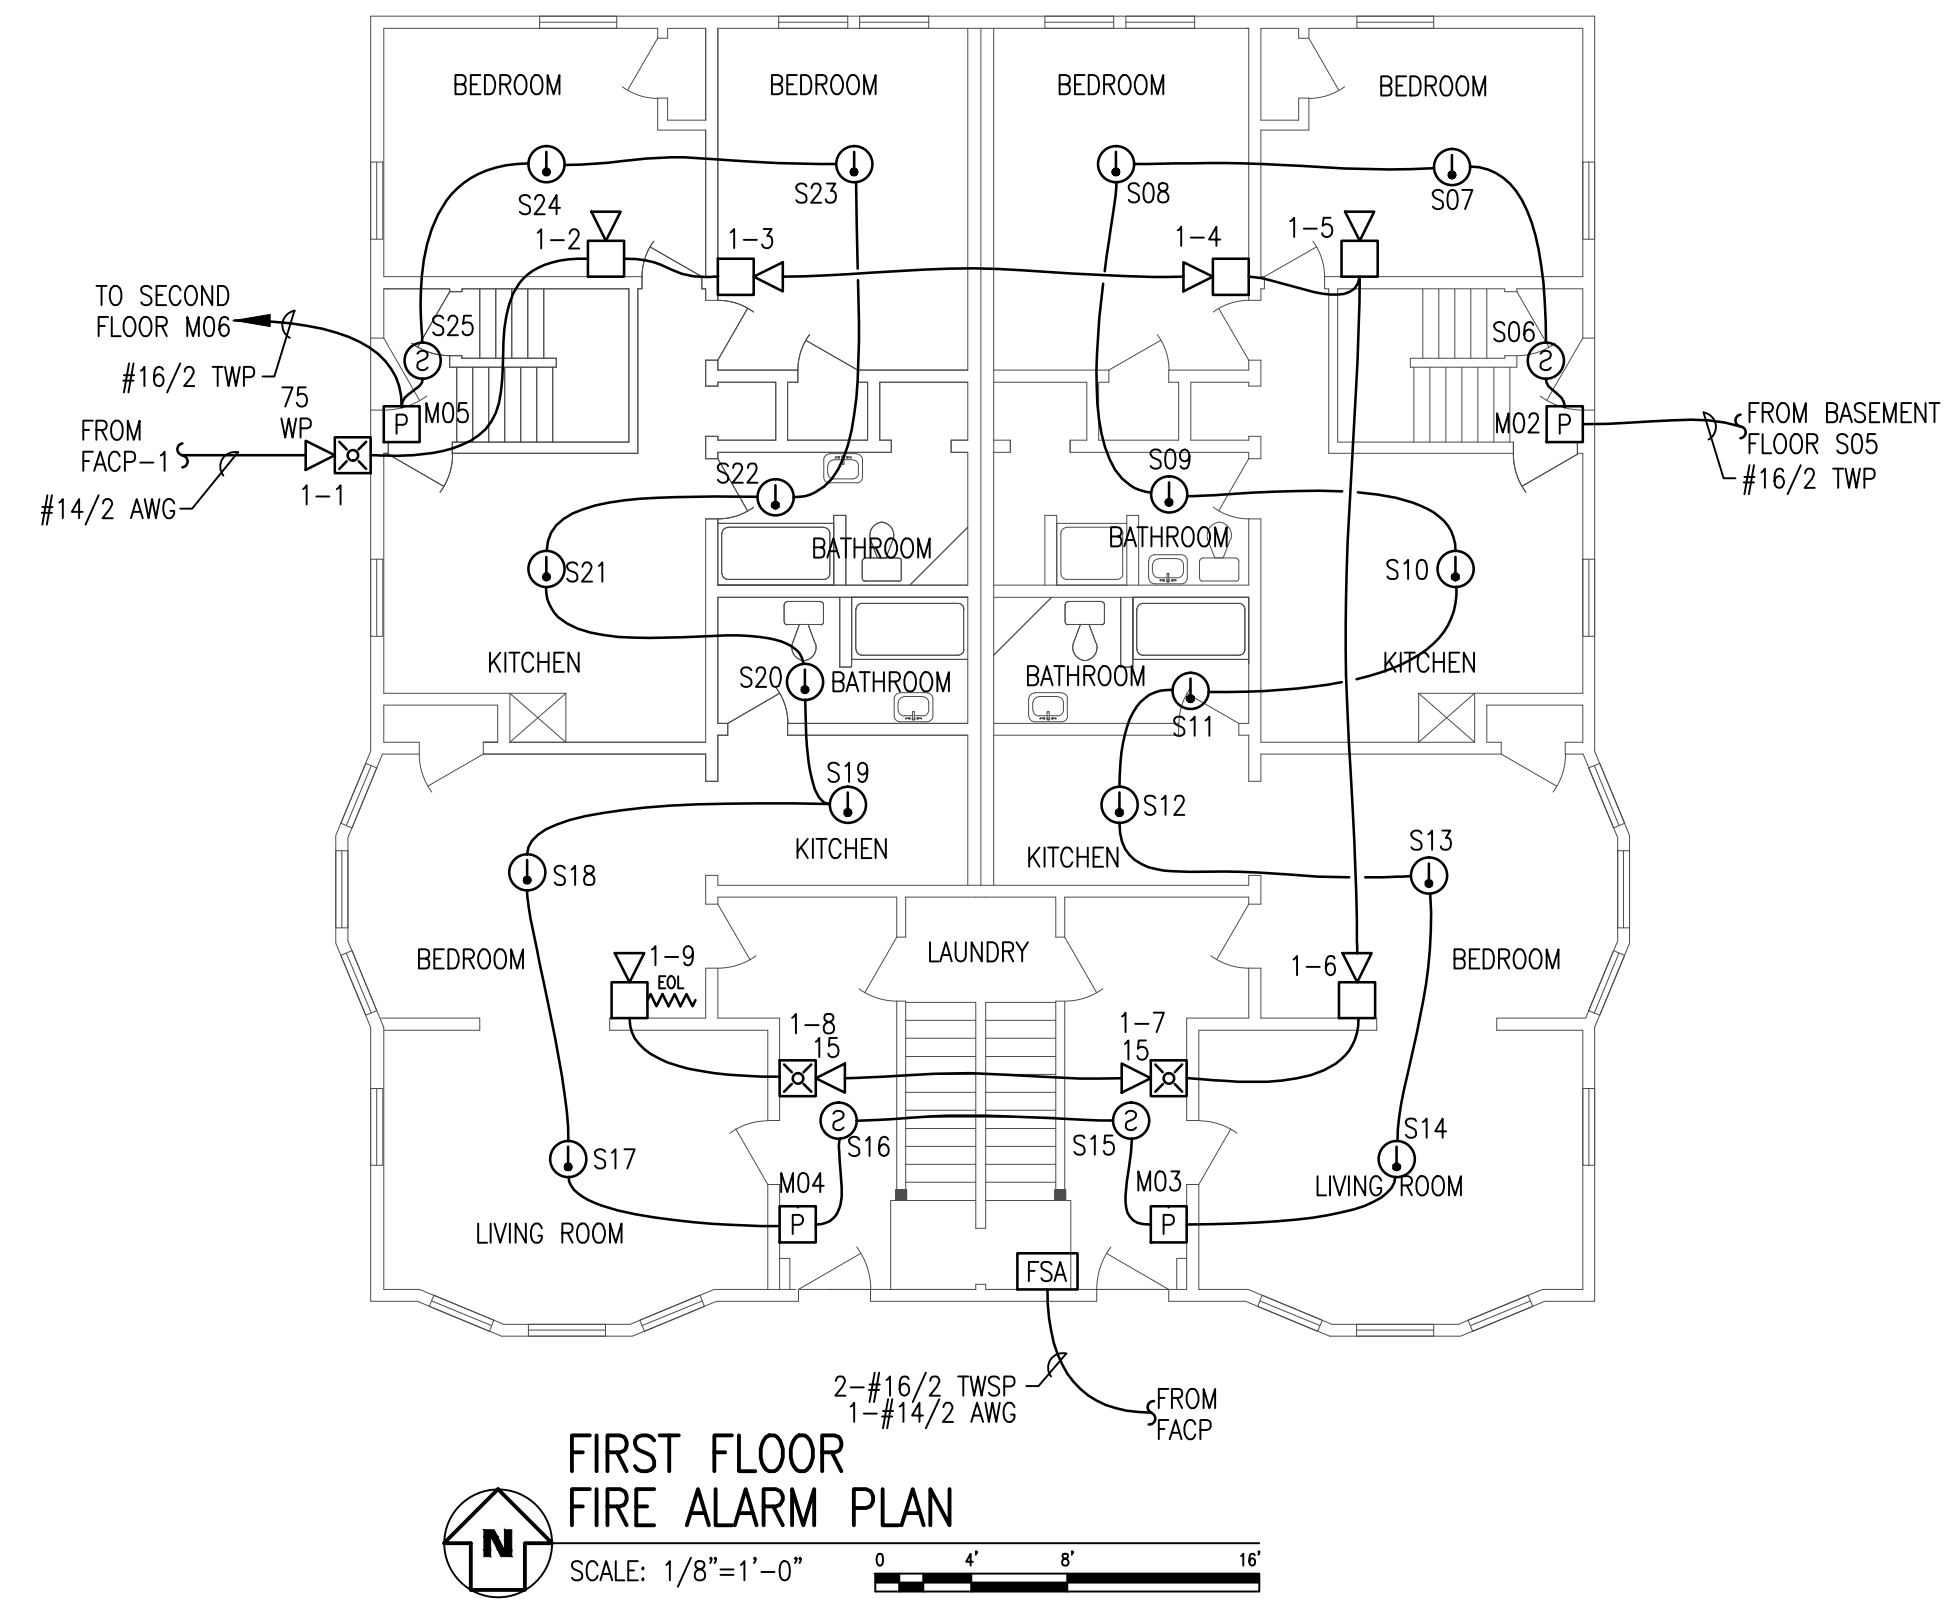 BEDROOM
BEDROOM
BEDROOM
BEDROOM
S24
S23
S08
S07
1-2
1-3
1-4
1-5
TO SECOND
FLOOR M06
#16/2 TWP
S25
S
S06
S
75
WP
M05
P
M02
P
FROM BASEMENT
FLOOR S05
#16/2 TWP
FROM
FACP-1
1-1
#14/2 AWG
S22
S09
BATHROOM
BATHROOM
S21
S10
KITCHEN
KITCHEN
S20
BATHROOM
BATHROOM
S11
S19
S12
KITCHEN
KITCHEN
S18
S13
BEDROOM
1-9
EOL
LAUNDRY
1-6
BEDROOM
1-8
15
1-7
15
S
S16
S
S15
S17
S14
M04
P
M03
P
LIVING ROOM
LIVING ROOM
FSA
2-#16/2 TWSP
1-#14/2 AWG
FROM
FACP
FIRST FLOOR
FIRE ALARM PLAN
N
SCALE: 1/8"=1'-0"
0 4' 8' 16'